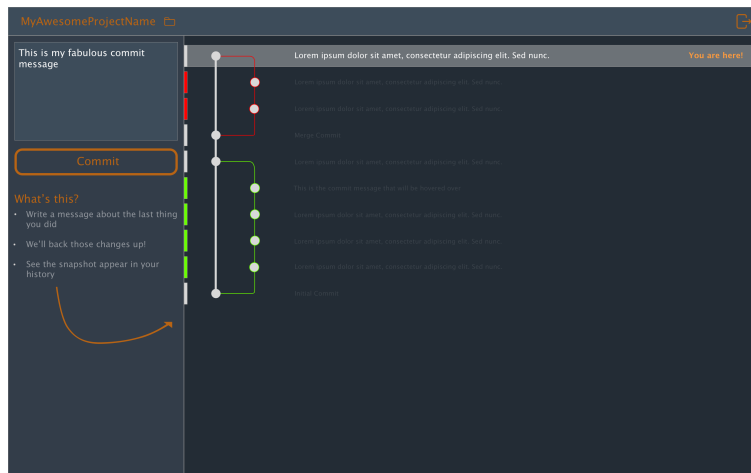 MyAwesomeProjectName
This is my fabulous commit
message
Commit
What's this?
• Write a message about the last thing
you did
• We'll back those changes up!
• See the snapshot appear in your
history
Lorem ipsum dolor sit amet, consectetur adipiscing elit. Sed nunc.
You are here!
Lorem ipsum dolor sit amet, consectetur adipiscing elit. Sed nunc.
Lorem ipsum dolor sit amet, consectetur adipiscing elit. Sed nunc.
Merge Commit
Lorem ipsum dolor sit amet, consectetur adipiscing elit. Sed nunc.
This is the commit message that will be hovered over
Lorem ipsum dolor sit amet, consectetur adipiscing elit. Sed nunc.
Lorem ipsum dolor sit amet, consectetur adipiscing elit. Sed nunc.
Lorem ipsum dolor sit amet, consectetur adipiscing elit. Sed nunc.
Initial Commit